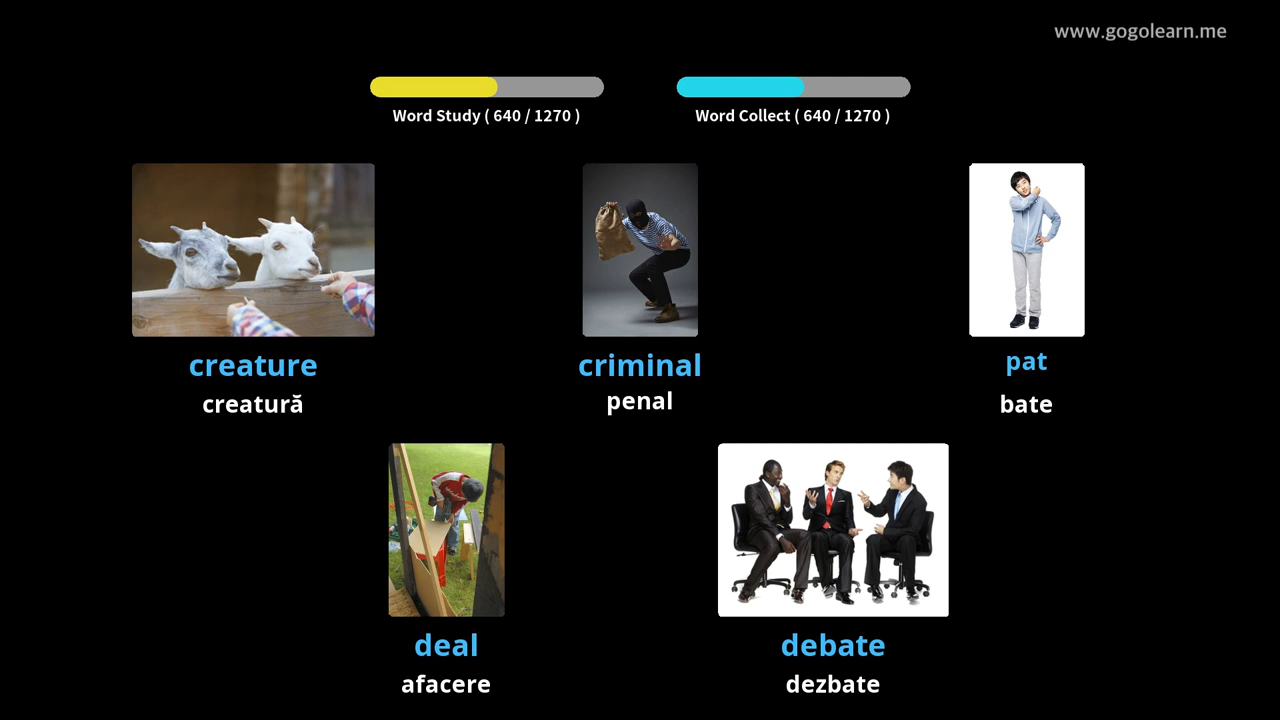 www.gogolearn.me
Word Study ( 640 / 1270 )
Word Collect ( 640 / 1270 )
creature
creatură
criminal
penal
pat
bate
deal
afacere
debate
dezbate